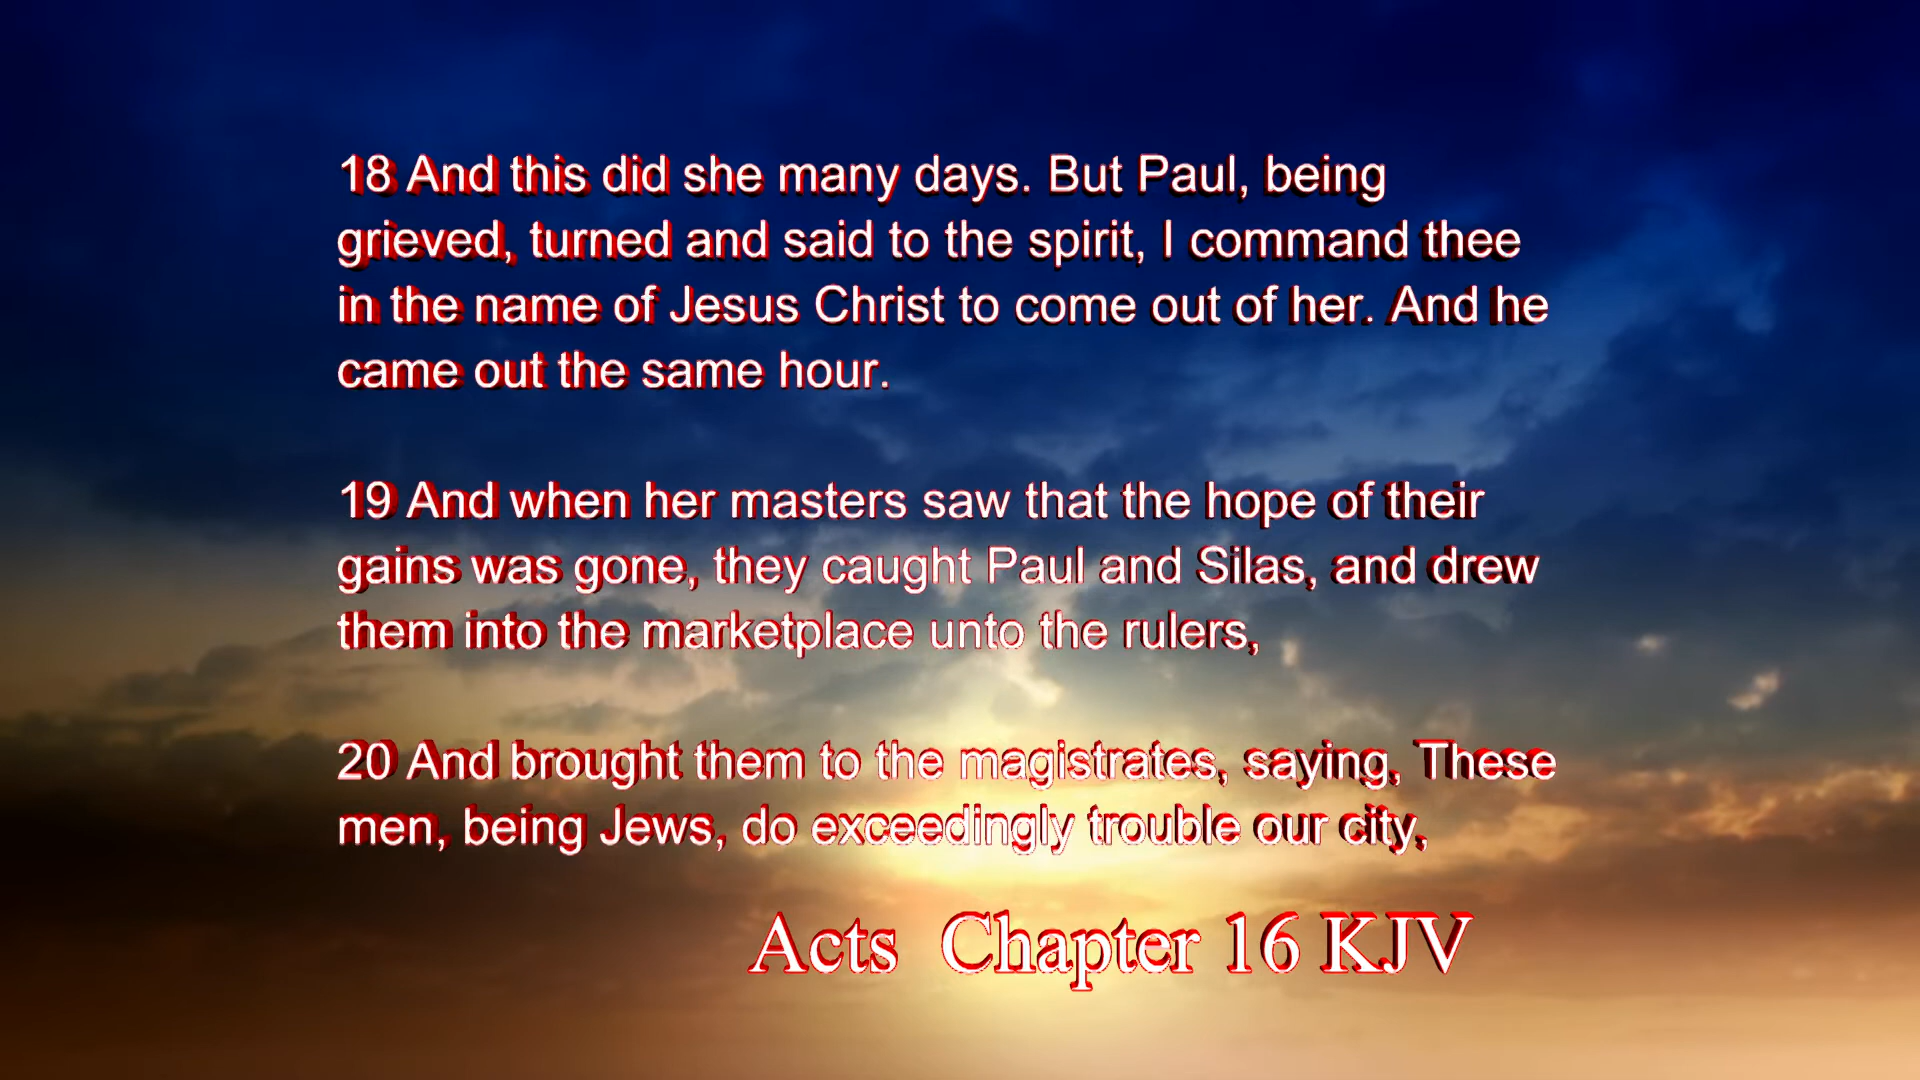 18 And this did she many days. But Paul, being
grieved, turned and said to the spirit, I command thee
in the name of Jesus Christ to come out of her. And he
came out the same hour.
19 And when her masters saw that the hope of their
gains was gone, they caught Paul and Silas, and drew
them into the marketplace unto the rulers,
20 And brought them to the magistrates, saying, These
men, being Jews, do exceedingly trouble our city,
Acts Chapter 16 KJV